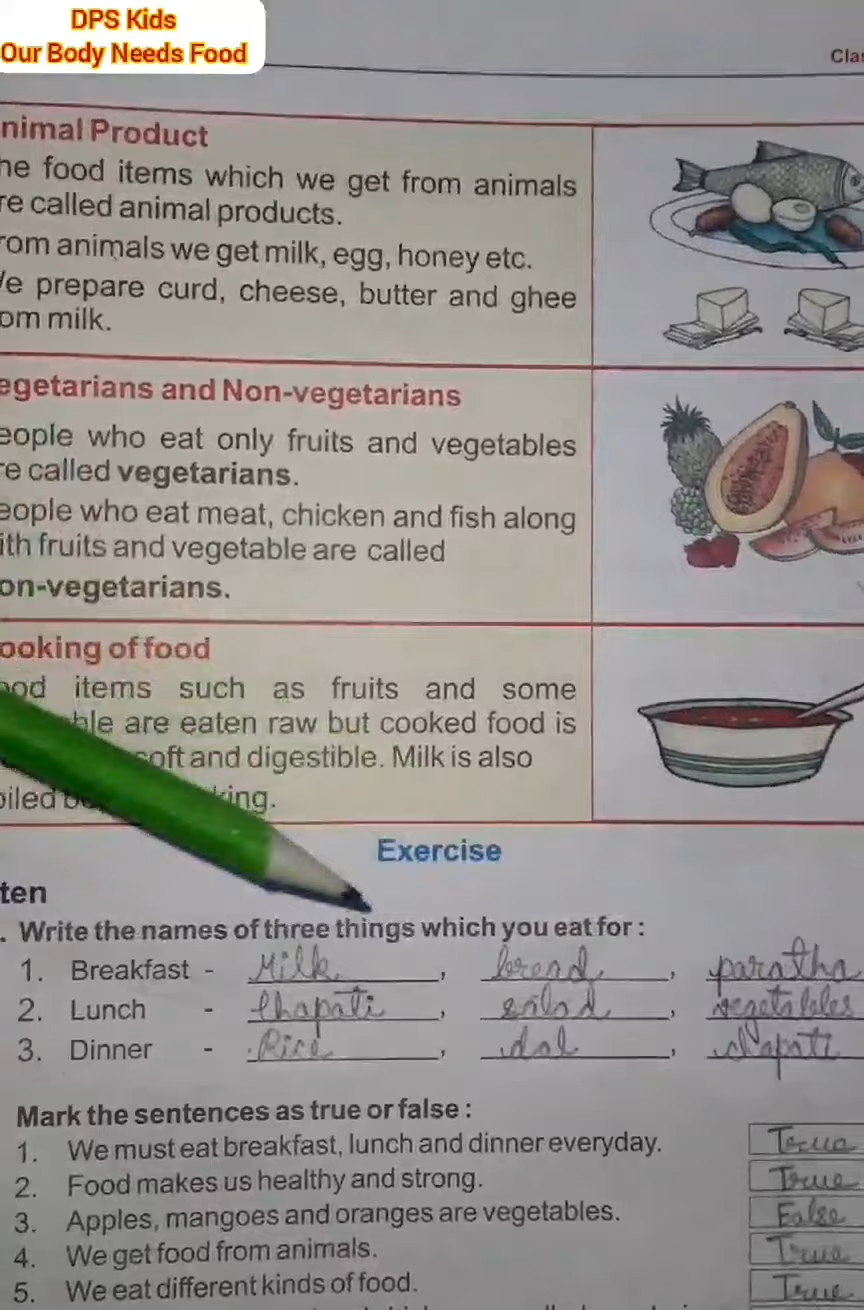 DPS Kids
Our Body Needs Food
Clas
nimal Product
he food items which we get from animals
re called animal products.
rom animals we get milk, egg, honey etc.
e prepare curd, cheese, butter and ghee
om milk.
egetarians and Non-vegetarians
eople who eat only fruits and vegetables
re called vegetarians.
eople who eat meat, chicken and fish along
ith fruits and vegetable are called
on-vegetarians.
ooking of food
ood items such as fruits and some
ble are eaten raw but cooked food is
soft and digestible. Milk is also
oiled king.
Exercise
ten
. Write the names of three things which you eat for :
1. Breakfast - Milk , bread , paratha
2. Lunch - Chapati , salad , vegetables
3. Dinner - Rice , dal , chapati
Mark the sentences as true or false :
1. We must eat breakfast, lunch and dinner everyday. True
2. Food makes us healthy and strong. True
3. Apples, mangoes and oranges are vegetables. False
4. We get food from animals. True
5. We eat different kinds of food. True